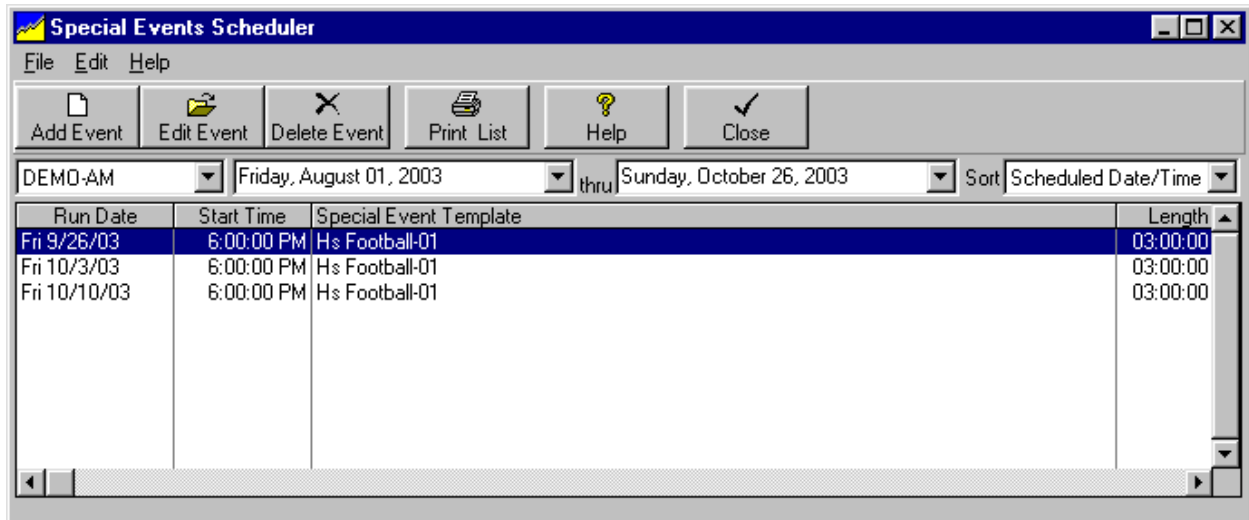 Special Events Scheduler
File Edit Help
Add Event Edit Event Delete Event Print List Help Close
DEMO-AM Friday, August 01, 2003 thru Sunday, October 26, 2003 Sort Scheduled Date/Time
Run Date Start Time Special Event Template Length
Fri 9/26/03 6:00:00 PM Hs Football-01 03:00:00
Fri 10/3/03 6:00:00 PM Hs Football-01 03:00:00
Fri 10/10/03 6:00:00 PM Hs Football-01 03:00:00